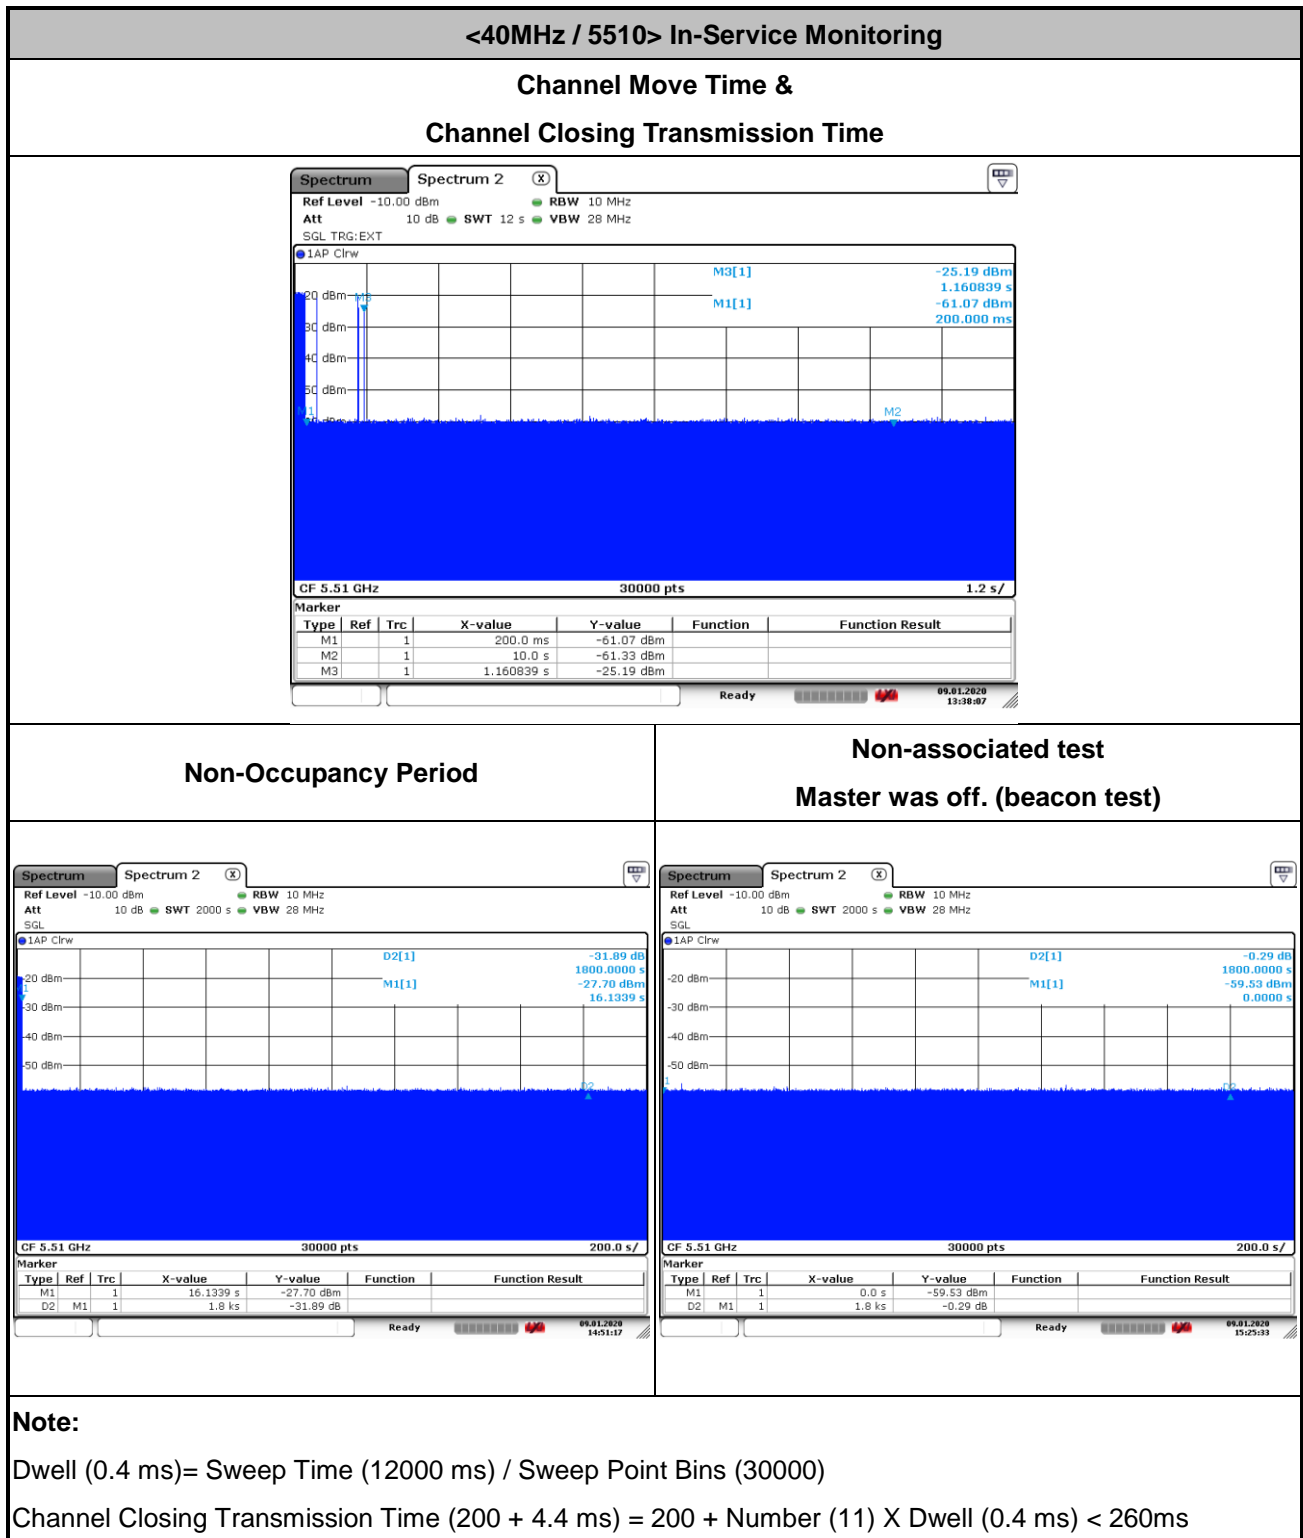 <40MHz / 5510> In-Service Monitoring
Channel Move Time &
Channel Closing Transmission Time
Spectrum Spectrum 2 X
Ref Level -10.00 dBm RBW 10 MHz
Att 10 dB SWT 12 s VBW 28 MHz
SGL TRG:EXT
1AP Clrw
M3[1] -25.19 dBm
1.160839 s
M1[1] -61.07 dBm
200.000 ms
-20 dBm
M3
-30 dBm
-40 dBm
-50 dBm
M1
M2
CF 5.51 GHz 30000 pts 1.2 s/
Marker
Type Ref Trc X-value Y-value Function Function Result
M1 1 200.0 ms -61.07 dBm
M2 1 10.0 s -61.33 dBm
M3 1 1.160839 s -25.19 dBm
Ready 09.01.2020
13:38:07
Non-Occupancy Period
Non-associated test
Master was off. (beacon test)
Spectrum Spectrum 2 X
Ref Level -10.00 dBm RBW 10 MHz
Att 10 dB SWT 2000 s VBW 28 MHz
SGL
1AP Clrw
D2[1] -31.89 dB
1800.0000 s
M1[1] -27.70 dBm
16.1339 s
-20 dBm
-30 dBm
-40 dBm
-50 dBm
D2
CF 5.51 GHz 30000 pts 200.0 s/
Marker
Type Ref Trc X-value Y-value Function Function Result
M1 1 16.1339 s -27.70 dBm
D2 M1 1 1.8 ks -31.89 dB
Ready 09.01.2020
14:51:17
Spectrum Spectrum 2 X
Ref Level -10.00 dBm RBW 10 MHz
Att 10 dB SWT 2000 s VBW 28 MHz
SGL
1AP Clrw
D2[1] -0.29 dB
1800.0000 s
M1[1] -59.53 dBm
0.0000 s
-20 dBm
-30 dBm
-40 dBm
-50 dBm
D2
CF 5.51 GHz 30000 pts 200.0 s/
Marker
Type Ref Trc X-value Y-value Function Function Result
M1 1 0.0 s -59.53 dBm
D2 M1 1 1.8 ks -0.29 dB
Ready 09.01.2020
15:25:33
Note:
Dwell (0.4 ms)= Sweep Time (12000 ms) / Sweep Point Bins (30000)
Channel Closing Transmission Time (200 + 4.4 ms) = 200 + Number (11) X Dwell (0.4 ms) < 260ms